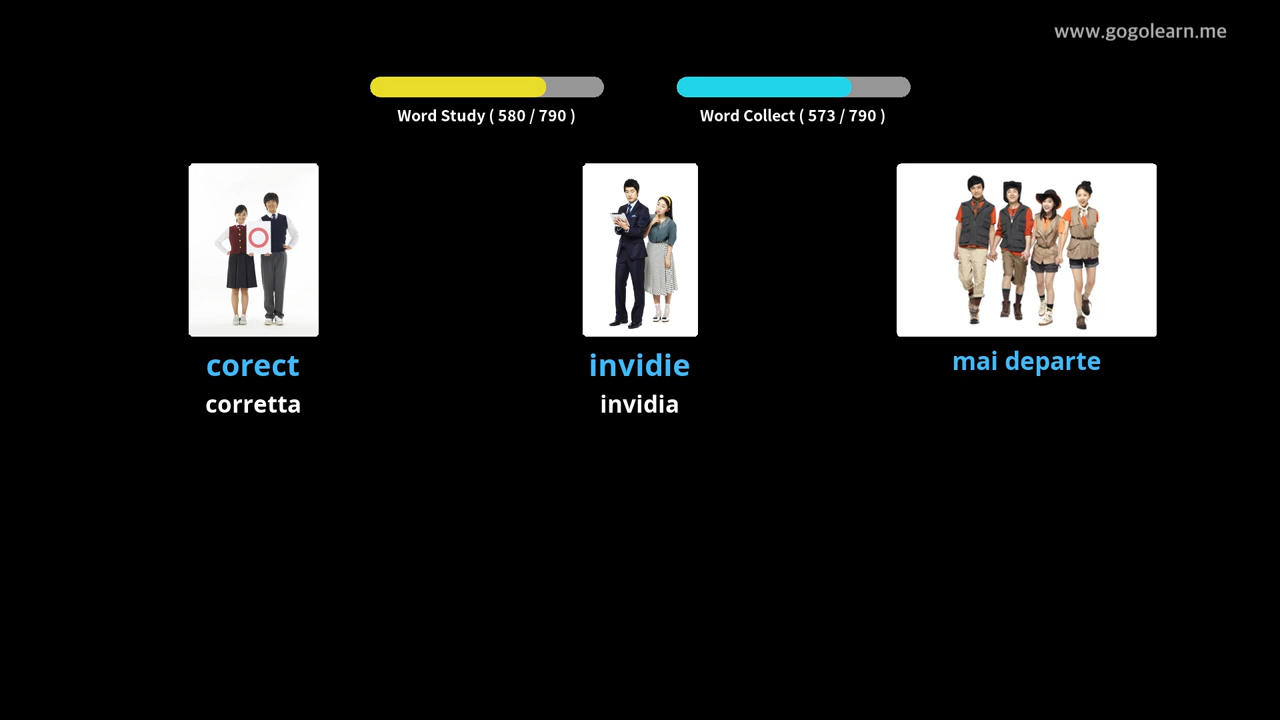 www.gogolearn.me
Word Study ( 580 / 790 )
Word Collect ( 573 / 790 )
corect
corretta
invidie
invidia
mai departe